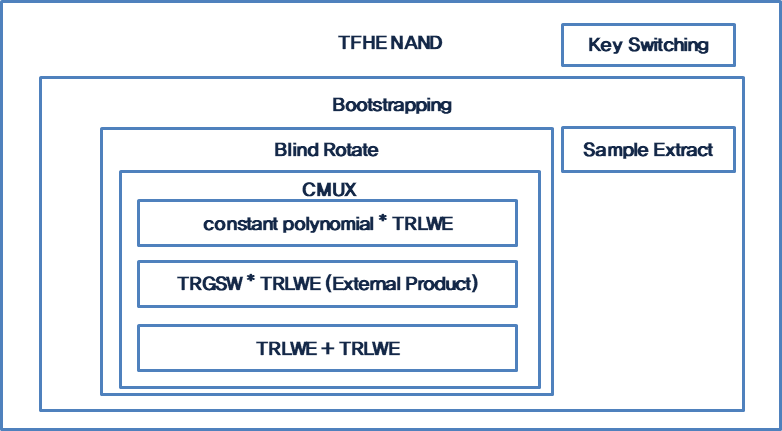 TFHE NAND
Key Switching
Bootstrapping
Blind Rotate
Sample Extract
CMUX
constant polynomial * TRLWE
TRGSW * TRLWE (External Product)
TRLWE + TRLWE